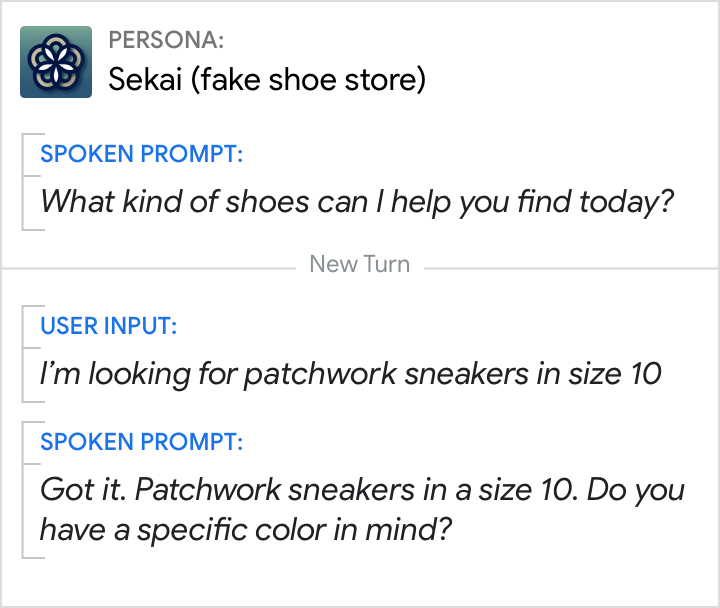 PERSONA:
Sekai (fake shoe store)
SPOKEN PROMPT:
What kind of shoes can I help you find today?
New Turn
USER INPUT:
I’m looking for patchwork sneakers in size 10
SPOKEN PROMPT:
Got it. Patchwork sneakers in a size 10. Do you
have a specific color in mind?